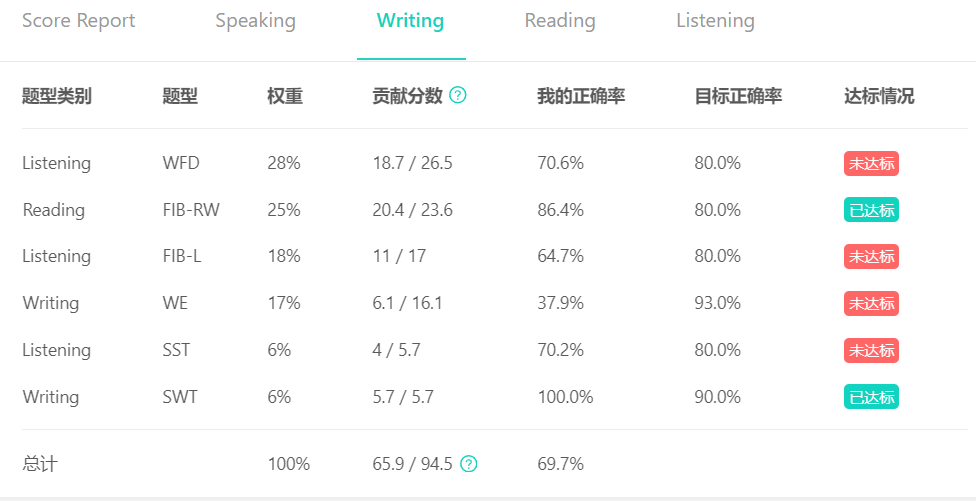 Score Report Speaking Writing Reading Listening
题型类别 题型 权重 贡献分数 ? 我的正确率 目标正确率 达标情况
Listening WFD 28% 18.7 / 26.5 70.6% 80.0% 未达标
Reading FIB-RW 25% 20.4 / 23.6 86.4% 80.0% 已达标
Listening FIB-L 18% 11 / 17 64.7% 80.0% 未达标
Writing WE 17% 6.1 / 16.1 37.9% 93.0% 未达标
Listening SST 6% 4 / 5.7 70.2% 80.0% 未达标
Writing SWT 6% 5.7 / 5.7 100.0% 90.0% 已达标
总计 100% 65.9 / 94.5 ? 69.7%